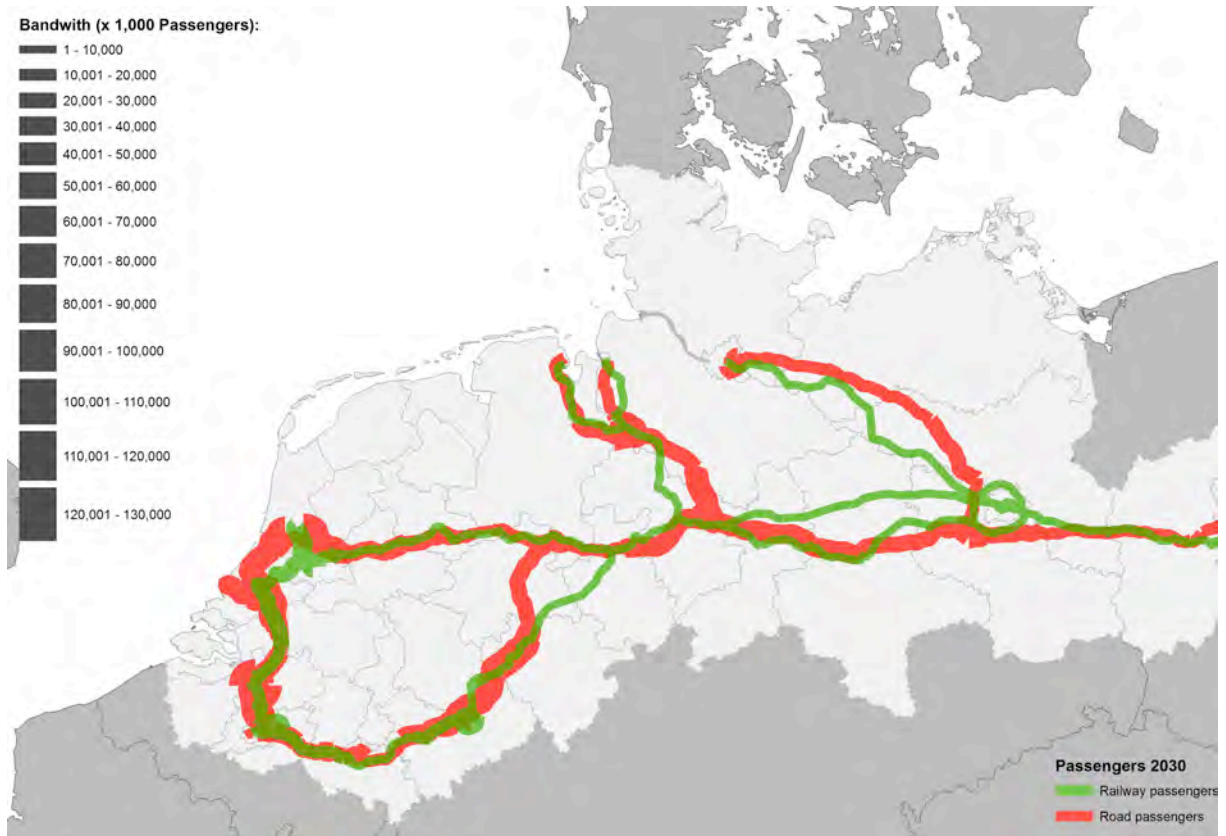 Bandwith (x 1,000 Passengers):
1 - 10,000
10,001 - 20,000
20,001 - 30,000
30,001 - 40,000
40,001 - 50,000
50,001 - 60,000
60,001 - 70,000
70,001 - 80,000
80,001 - 90,000
90,001 - 100,000
100,001 - 110,000
110,001 - 120,000
120,001 - 130,000
Passengers 2030
Railway passengers
Road passengers